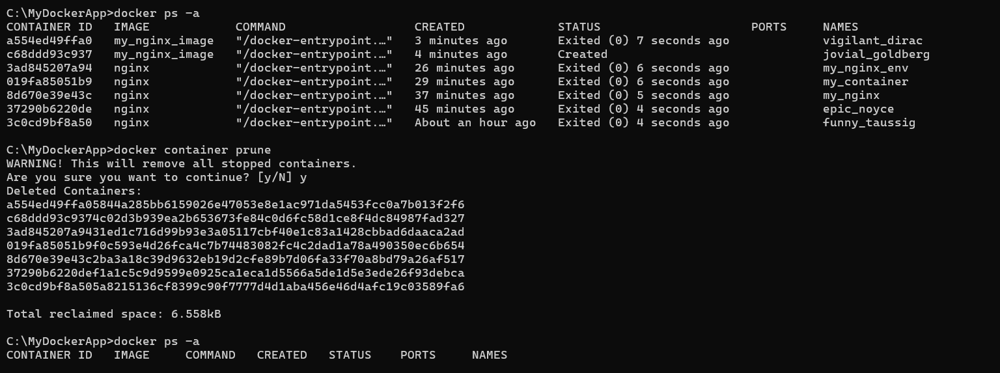 C:\MyDockerApp>docker ps -a
CONTAINER ID   IMAGE            COMMAND                  CREATED             STATUS                     PORTS     NAMES
a554ed49ffa0   my_nginx_image   "/docker-entrypoint.…"   3 minutes ago       Exited (0) 7 seconds ago             vigilant_dirac
c68ddd93c937   my_nginx_image   "/docker-entrypoint.…"   4 minutes ago       Created                              jovial_goldberg
3ad845207a94   nginx            "/docker-entrypoint.…"   26 minutes ago      Exited (0) 6 seconds ago             my_nginx_env
019fa85051b9   nginx            "/docker-entrypoint.…"   29 minutes ago      Exited (0) 6 seconds ago             my_container
8d670e39e43c   nginx            "/docker-entrypoint.…"   37 minutes ago      Exited (0) 5 seconds ago             my_nginx
37290b6220de   nginx            "/docker-entrypoint.…"   45 minutes ago      Exited (0) 4 seconds ago             epic_noyce
3c0cd9bf8a50   nginx            "/docker-entrypoint.…"   About an hour ago   Exited (0) 4 seconds ago             funny_taussig
C:\MyDockerApp>docker container prune
WARNING! This will remove all stopped containers.
Are you sure you want to continue? [y/N] y
Deleted Containers:
a554ed49ffa05844a285bb6159026e47053e8e1ac971da5453fcc0a7b013f2f6
c68ddd93c9374c02d3b939ea2b653673fe84c0d6fc58d1ce8f4dc84987fad327
3ad845207a9431ed1c716d99b93e3a05117cbf40e1c83a1428cbbad6daaca2ad
019fa85051b9f0c593e4d26fca4c7b74483082fc4c2dad1a78a490350ec6b654
8d670e39e43c2ba3a18c39d9632eb19d2cfe89b7d06fa33f70a8bd79a26af517
37290b6220def1a1c5c9d9599e0925ca1eca1d5566a5de1d5e3ede26f93debca
3c0cd9bf8a505a8215136cf8399c90f7777d4d1aba456e46d4afc19c03589fa6
Total reclaimed space: 6.558kB
C:\MyDockerApp>docker ps -a
CONTAINER ID   IMAGE     COMMAND   CREATED   STATUS    PORTS     NAMES